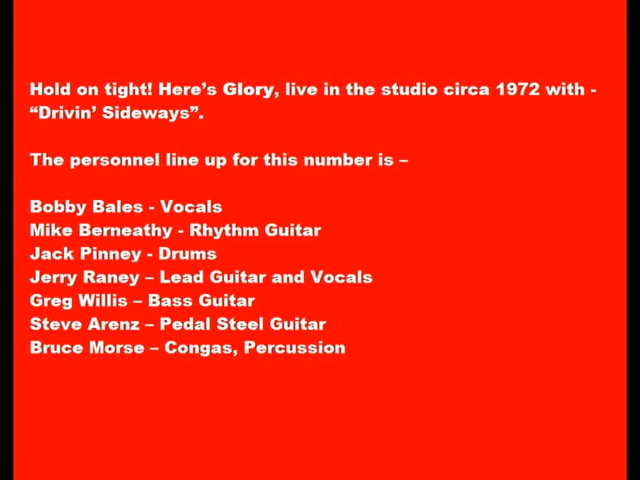 Hold on tight! Here’s Glory, live in the studio circa 1972 with -
“Drivin’ Sideways”.
The personnel line up for this number is –
Bobby Bales - Vocals
Mike Berneathy - Rhythm Guitar
Jack Pinney - Drums
Jerry Raney – Lead Guitar and Vocals
Greg Willis – Bass Guitar
Steve Arenz – Pedal Steel Guitar
Bruce Morse – Congas, Percussion